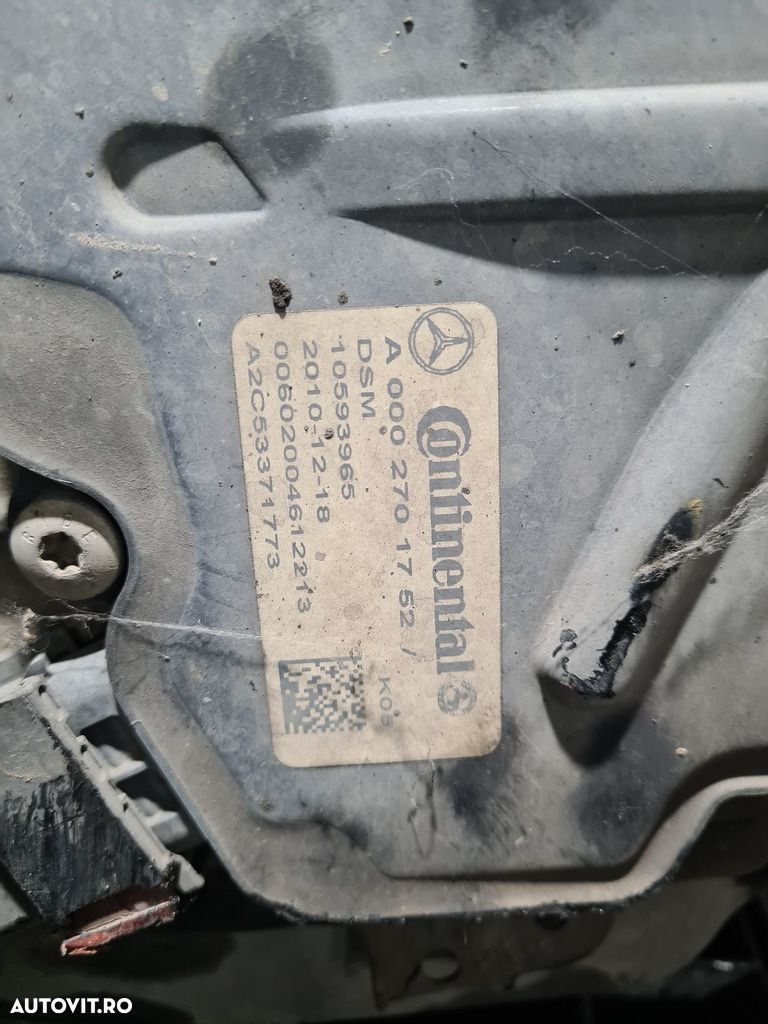 Continental
A 000 270 17 52 /
K05
DSM
10593965
2010-12-18
00602004612213
A2C53371773
AUTOVIT.RO